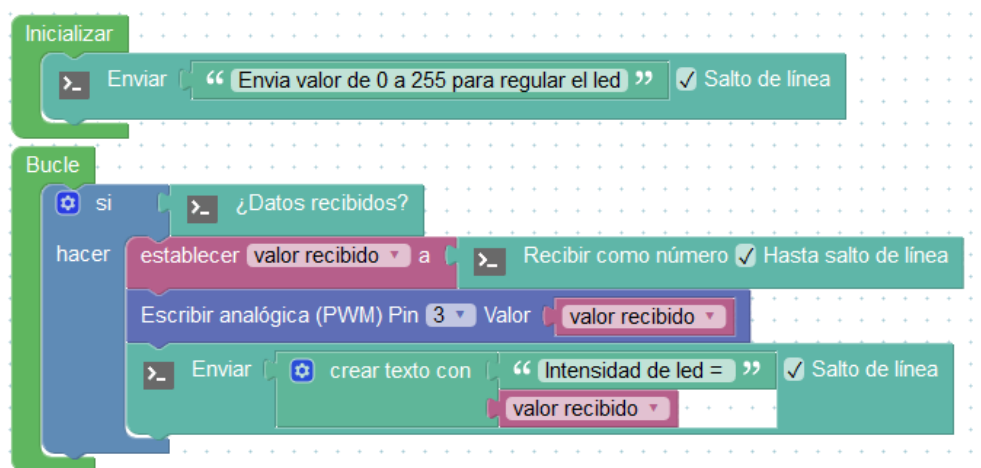 Inicializar
>_ Enviar “ Envia valor de 0 a 255 para regular el led ” ✓ Salto de línea
Bucle
si >_ ¿Datos recibidos?
hacer establecer valor recibido ▾ a >_ Recibir como número ✓ Hasta salto de línea
Escribir analógica (PWM) Pin 3 ▾ Valor valor recibido ▾
>_ Enviar crear texto con “ Intensidad de led = ” ✓ Salto de línea
valor recibido ▾